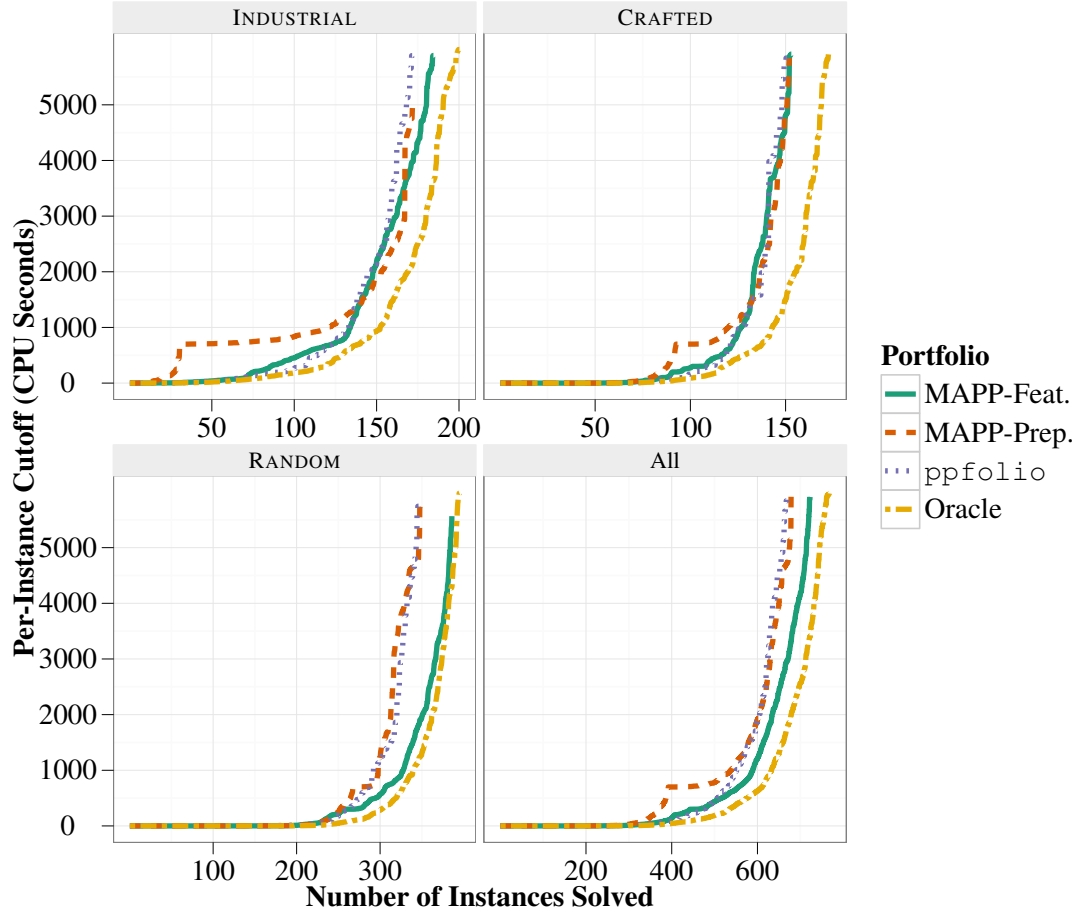 INDUSTRIAL
CRAFTED
5000
4000
3000
2000
1000
0
50
100
150
200
50
100
150
RANDOM
All
5000
4000
3000
2000
1000
0
100
200
300
200
400
600
Per-Instance Cutoff (CPU Seconds)
Number of Instances Solved
Portfolio
MAPP-Feat.
MAPP-Prep.
ppfolio
Oracle